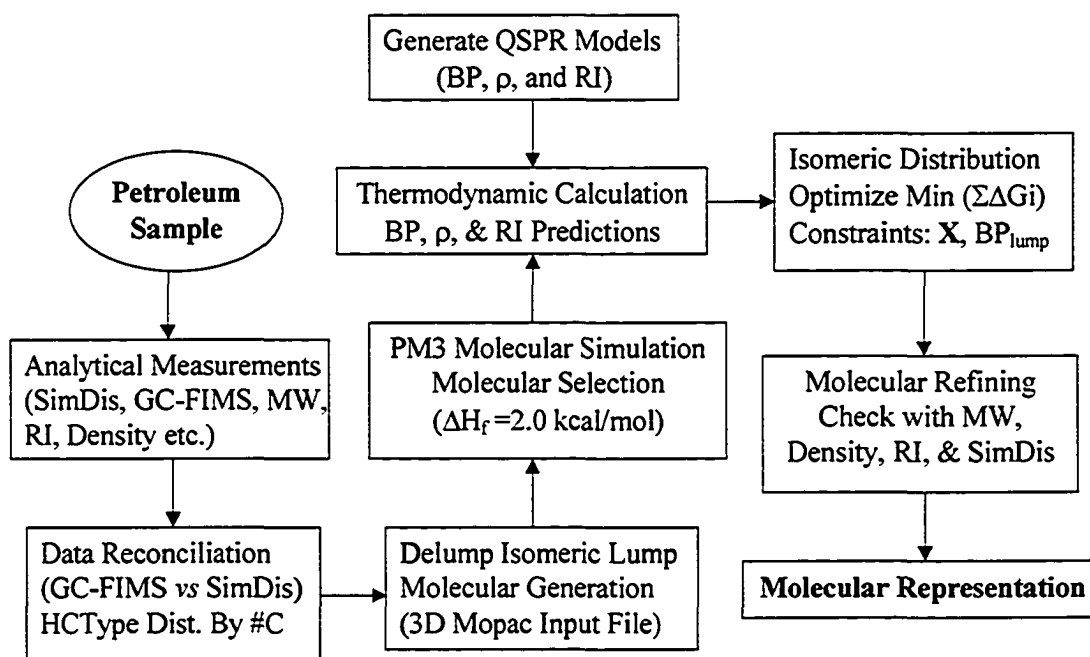 Generate QSPR Models
(BP, ρ, and RI)
Petroleum
Sample
Thermodynamic Calculation
BP, ρ, & RI Predictions
Isomeric Distribution
Optimize Min (ΣΔGi)
Constraints: X, BPlump
Analytical Measurements
(SimDis, GC-FIMS, MW,
RI, Density etc.)
PM3 Molecular Simulation
Molecular Selection
(ΔHf =2.0 kcal/mol)
Molecular Refining
Check with MW,
Density, RI, & SimDis
Data Reconciliation
(GC-FIMS vs SimDis)
HCType Dist. By #C
Delump Isomeric Lump
Molecular Generation
(3D Mopac Input File)
Molecular Representation